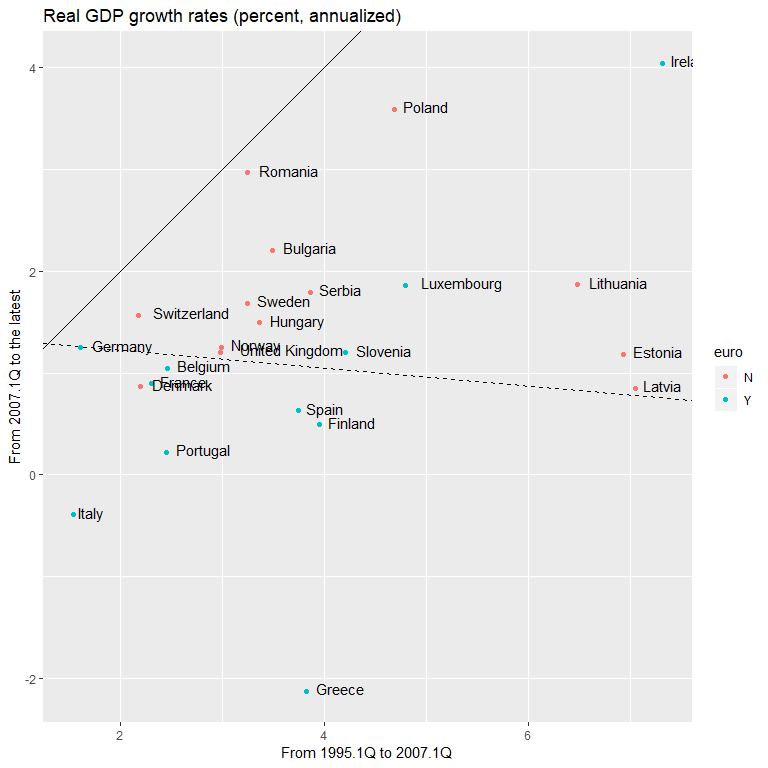 Real GDP growth rates (percent, annualized)
4
Irela
Poland
Romania
Bulgaria
2
Luxembourg
Lithuania
Serbia
Sweden
Switzerland
Hungary
Germany
Norway
United Kingdom
Slovenia
Estonia
euro
Belgium
N
France
Denmark
Latvia
Y
Spain
Finland
Portugal
0
Italy
-2
Greece
2
4
6
From 1995.1Q to 2007.1Q
From 2007.1Q to the latest